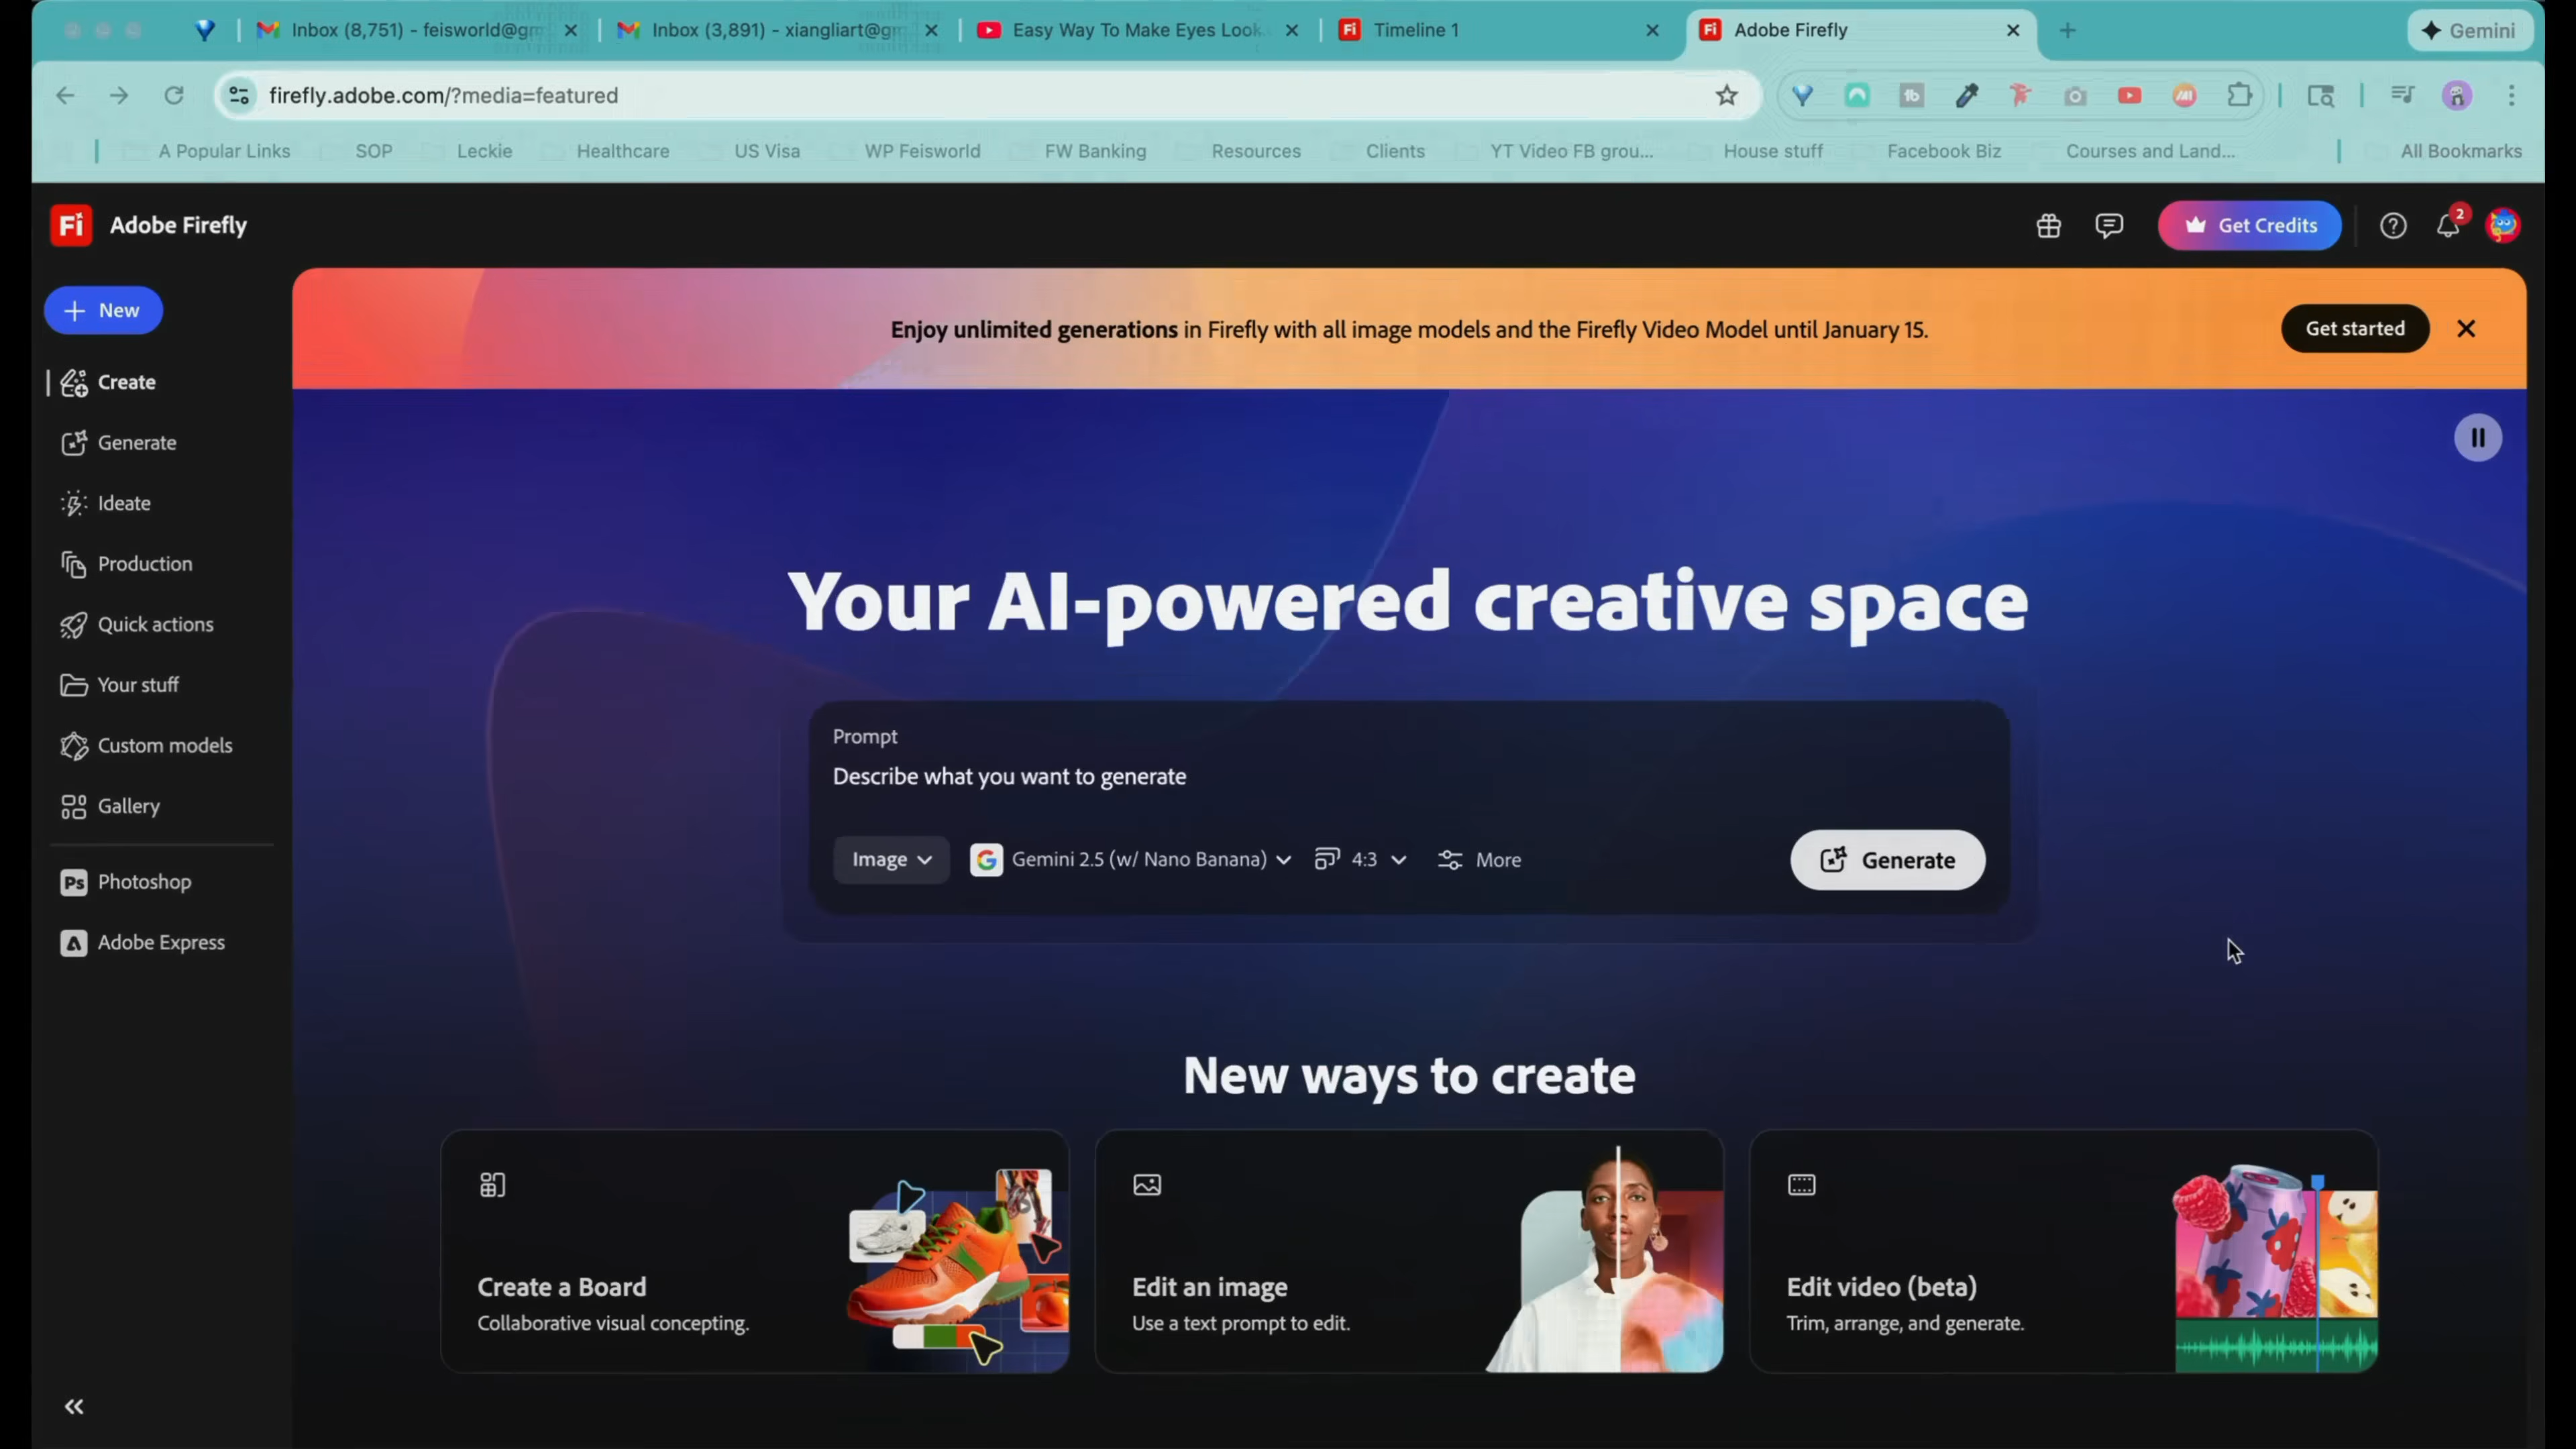 Inbox (8,751) - feisworld@gm
Inbox (3,891) - xiangliart@gm
Easy Way To Make Eyes Look
Fi
Timeline 1
Fi
Adobe Firefly
Gemini
firefly.adobe.com/?media=featured
A Popular Links
SOP
Leckie
Healthcare
US Visa
WP Feisworld
FW Banking
Resources
Clients
YT Video FB grou...
House stuff
Facebook Biz
Courses and Land...
All Bookmarks
Fi
Adobe Firefly
Get Credits
2
New
Create
Generate
Ideate
Production
Quick actions
Your stuff
Custom models
Gallery
Ps
Photoshop
Adobe Express
Enjoy unlimited generations in Firefly with all image models and the Firefly Video Model until January 15.
Get started
Your AI-powered creative space
Prompt
Describe what you want to generate
Image
G
Gemini 2.5 (w/ Nano Banana)
4:3
More
Generate
New ways to create
Create a Board
Collaborative visual concepting.
Edit an image
Use a text prompt to edit.
Edit video (beta)
Trim, arrange, and generate.